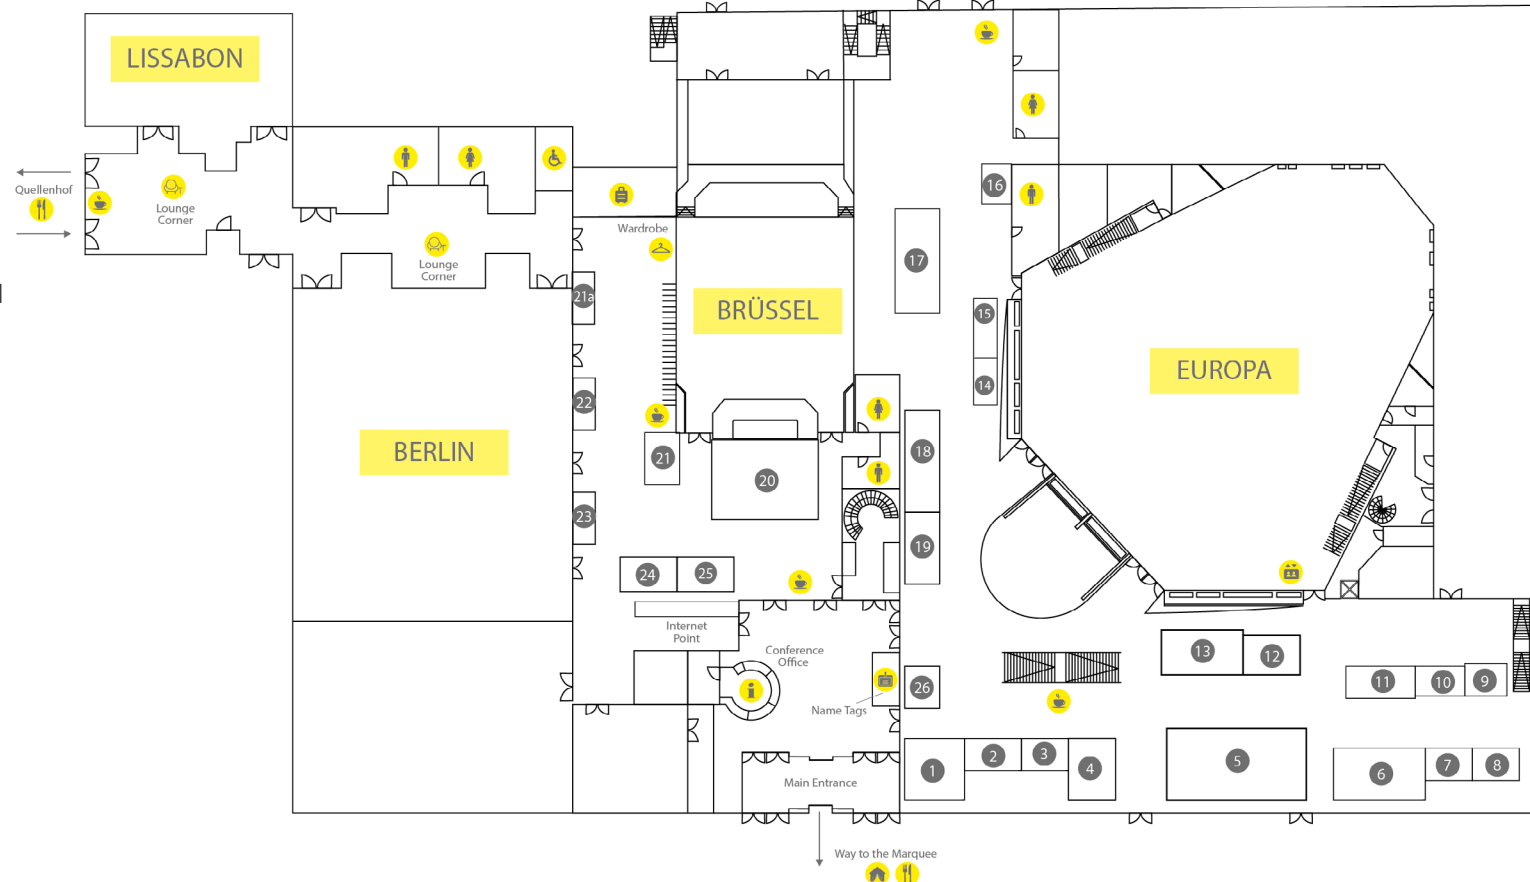 LISSABON
16
Quellenhof
Lounge
Corner
Wardrobe
Lounge
Corner
17
21a
BRÜSSEL
15
EUROPA
14
22
BERLIN
21
18
20
23
19
24
25
Internet
Point
Conference
Office
13
12
11
10
9
26
Name Tags
1
2
3
4
5
6
7
8
Main Entrance
Way to the Marquee